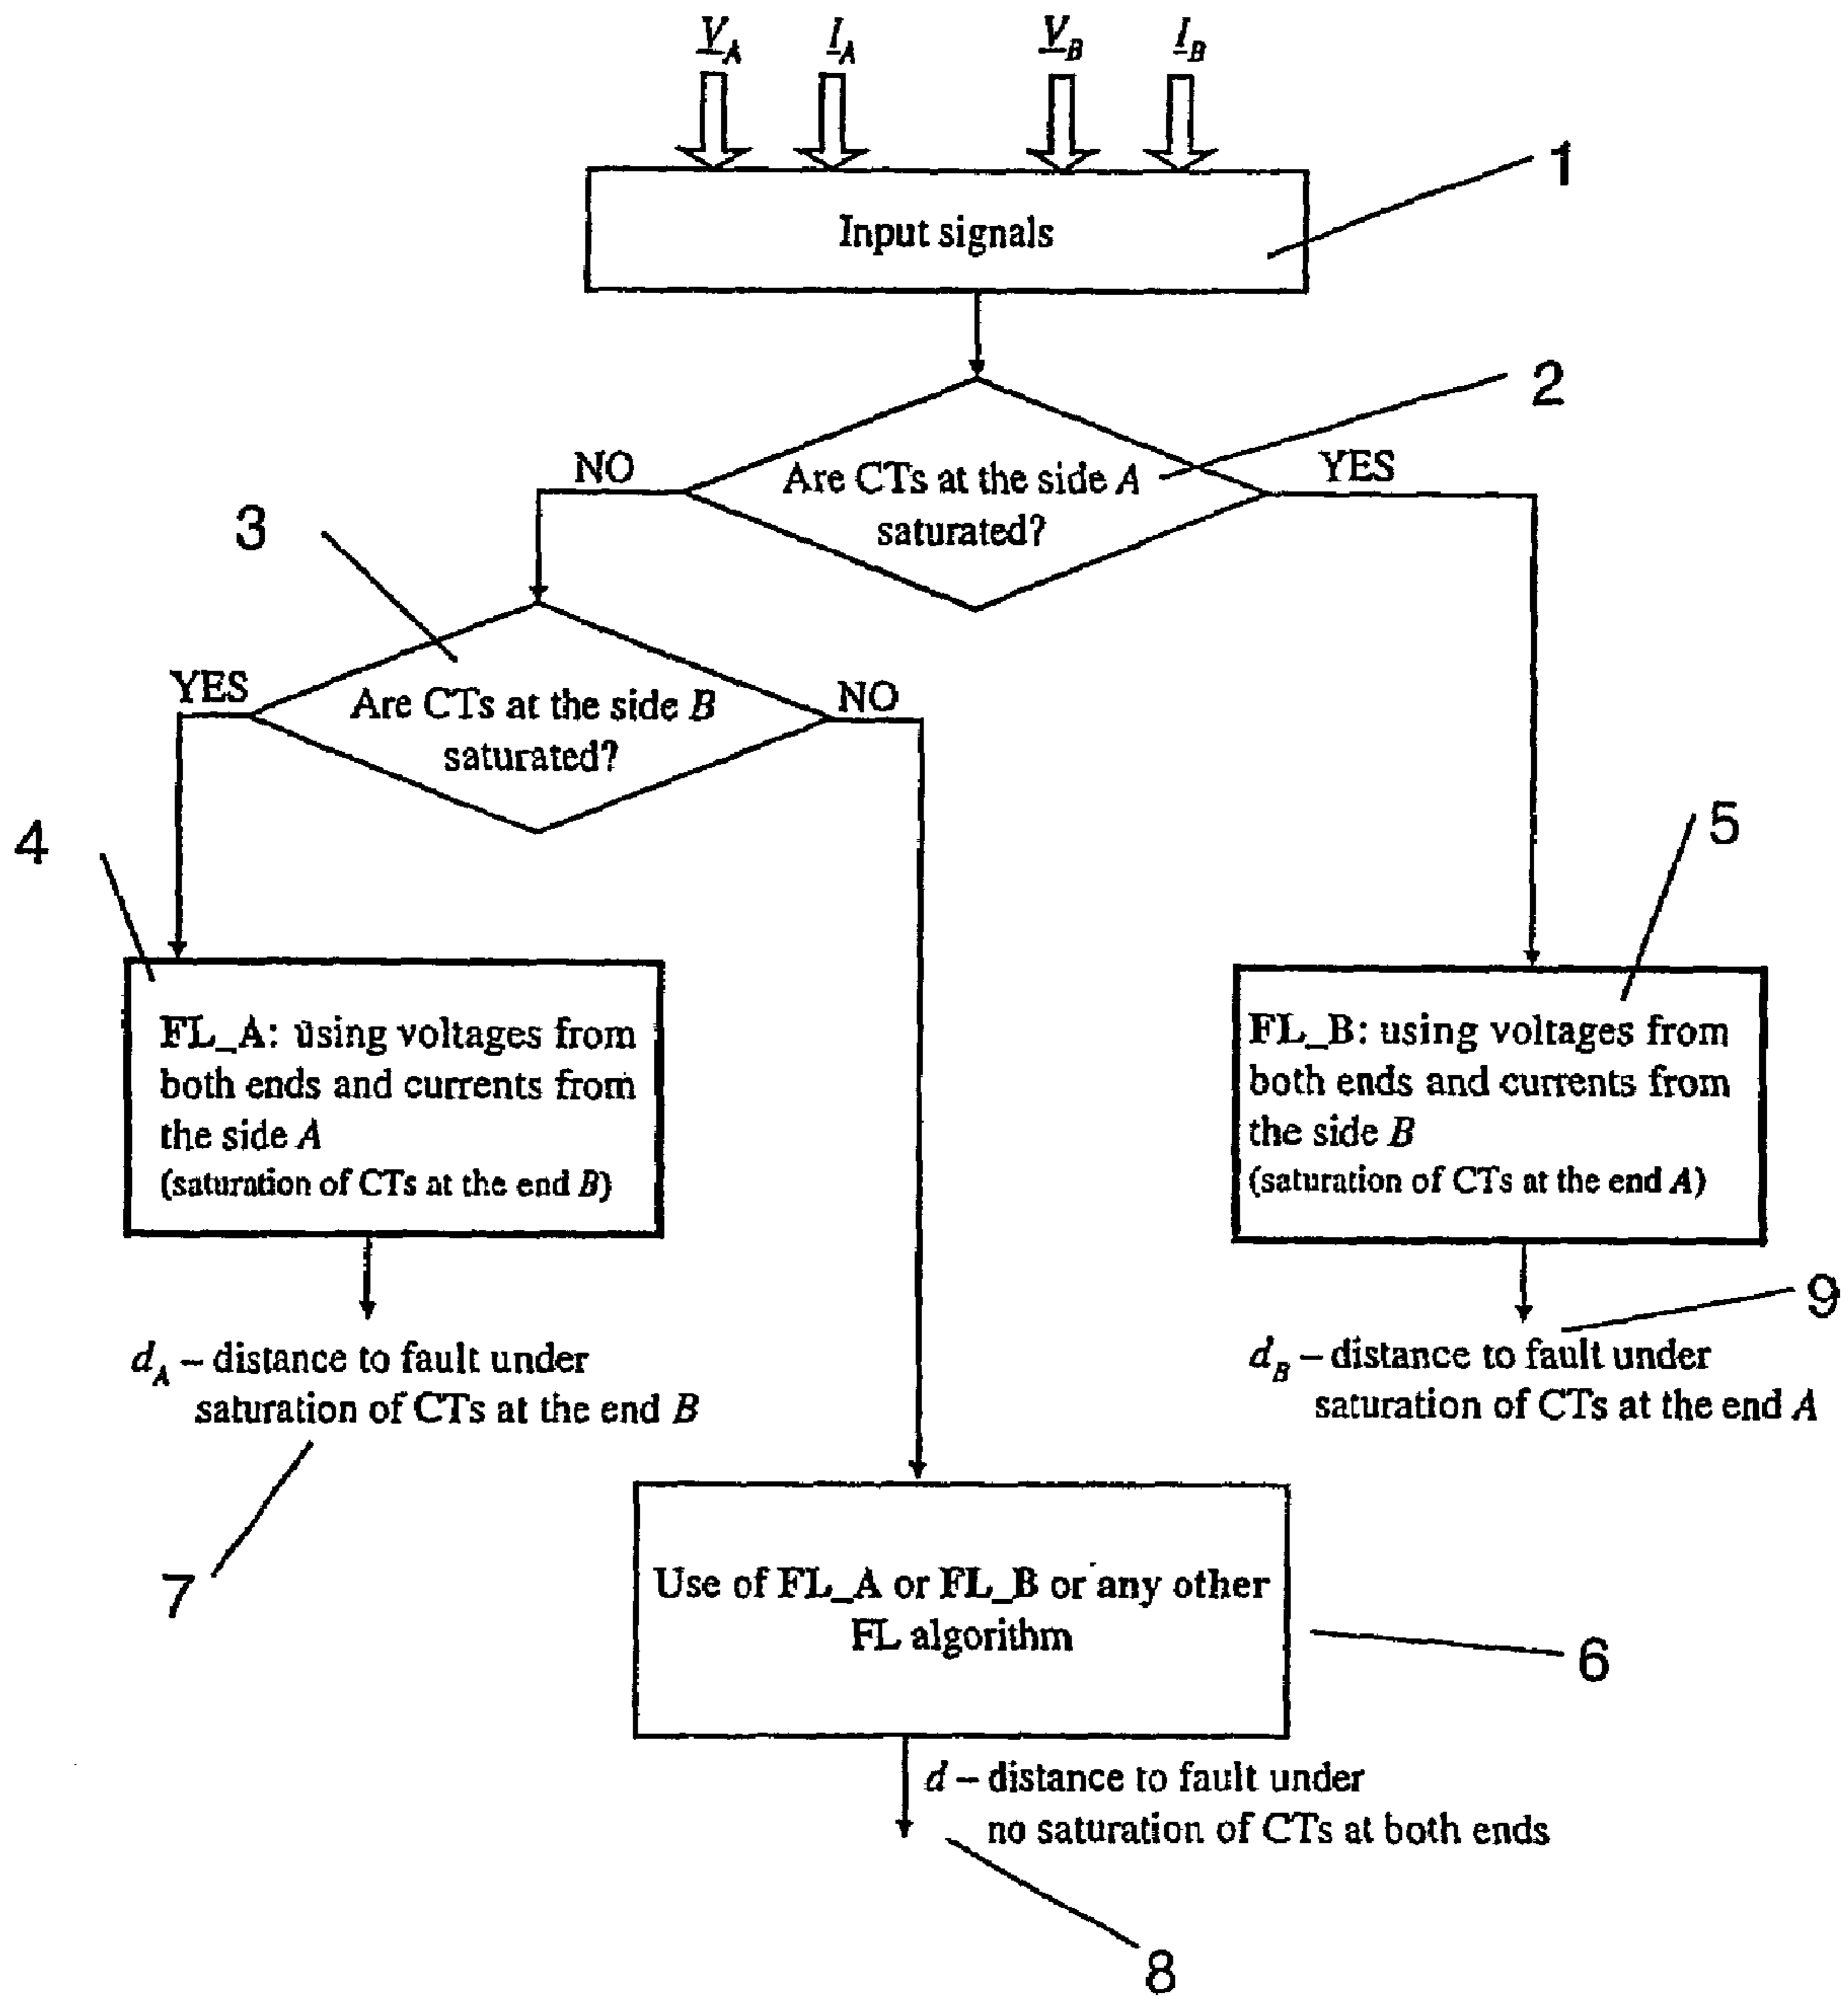 V_A I_A V_B I_B
1
Input signals
2
NO
Are CTs at the side A
saturated?
YES
3
YES
Are CTs at the side B
saturated?
NO
4
5
FL_A: using voltages from
both ends and currents from
the side A
(saturation of CTs at the end B)
FL_B: using voltages from
both ends and currents from
the side B
(saturation of CTs at the end A)
9
d_A – distance to fault under
saturation of CTs at the end B
d_B – distance to fault under
saturation of CTs at the end A
7
Use of FL_A or FL_B or any other
FL algorithm
6
d – distance to fault under
no saturation of CTs at both ends
8